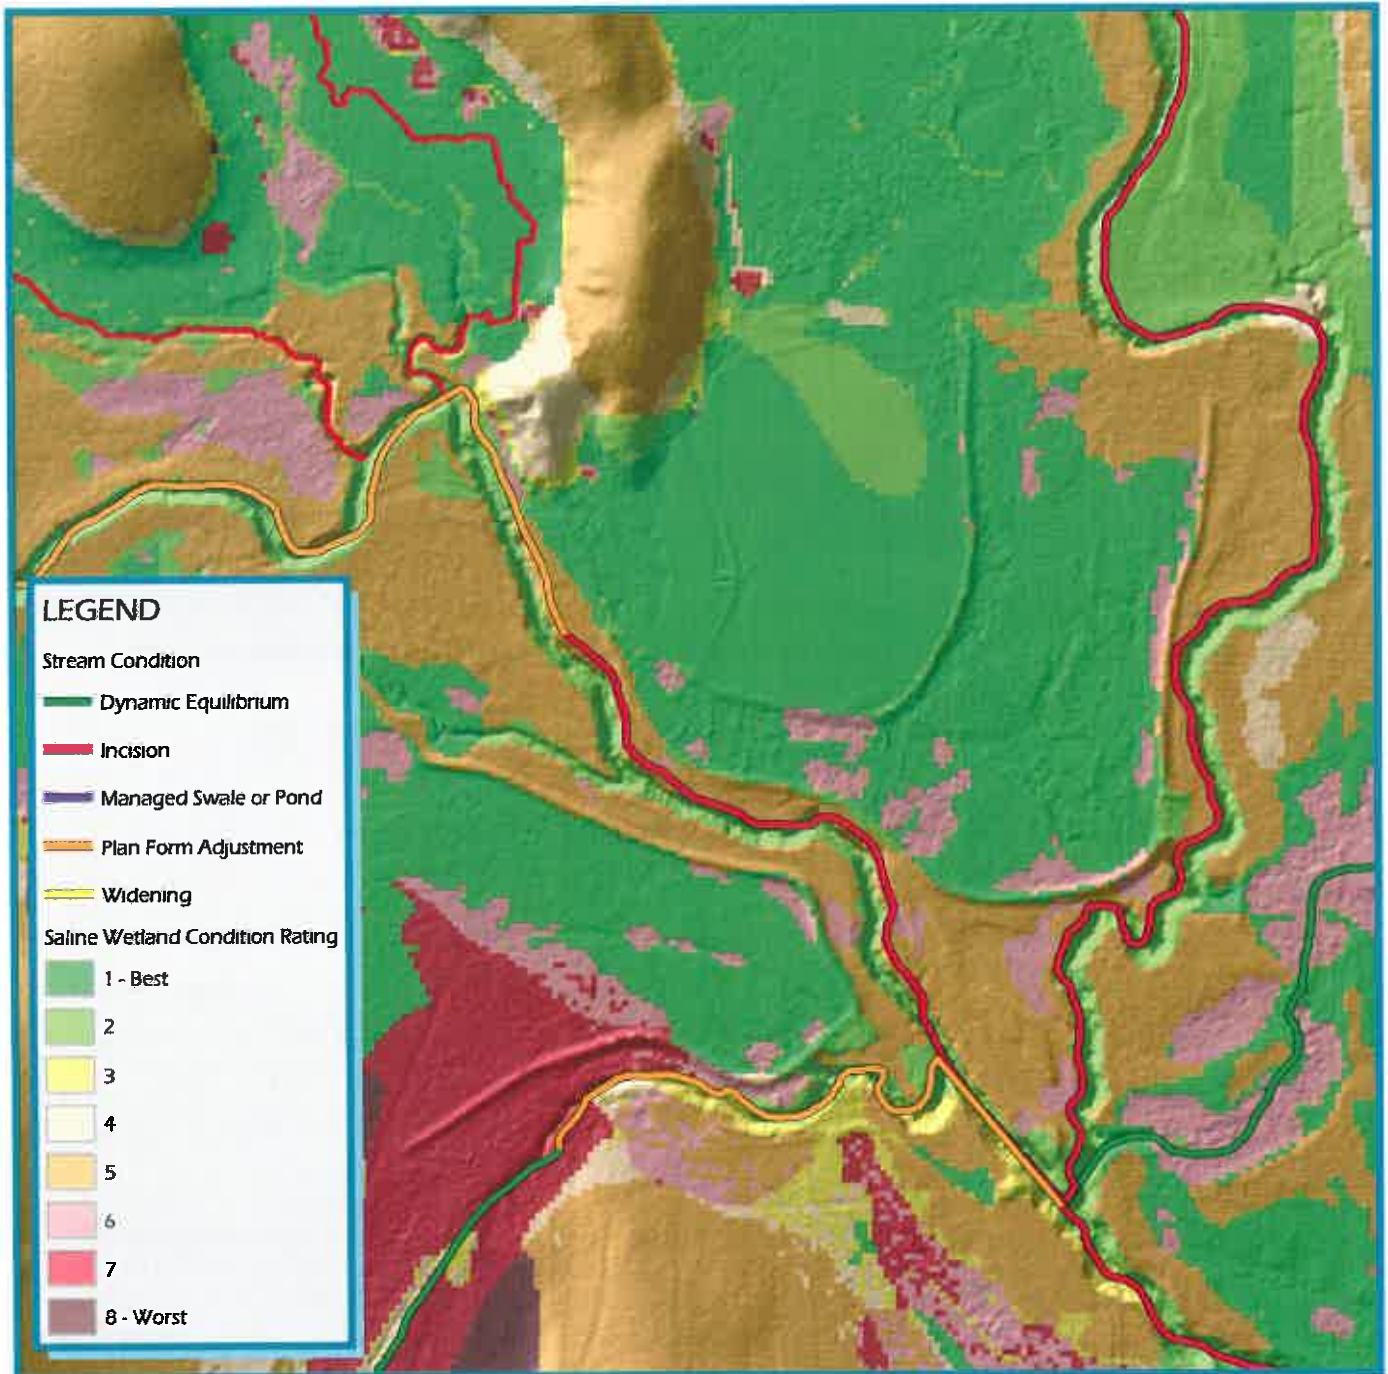 LEGEND
Stream Condition
Dynamic Equilibrium
Incision
Managed Swale or Pond
Plan Form Adjustment
Widening
Saline Wetland Condition Rating
1 - Best
2
3
4
5
6
7
8 - Worst